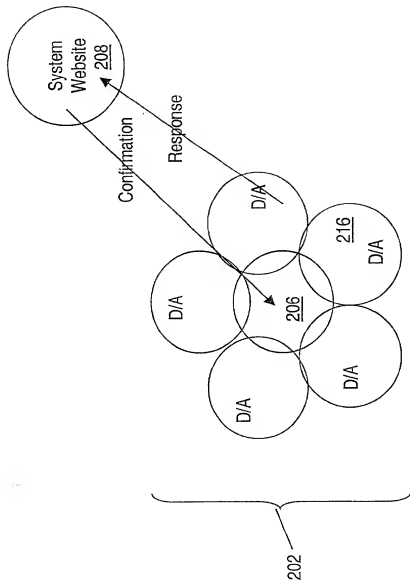 System
Website
208
Confirmation
Response
D/A
D/A
D/A
D/A
216
D/A
206
202